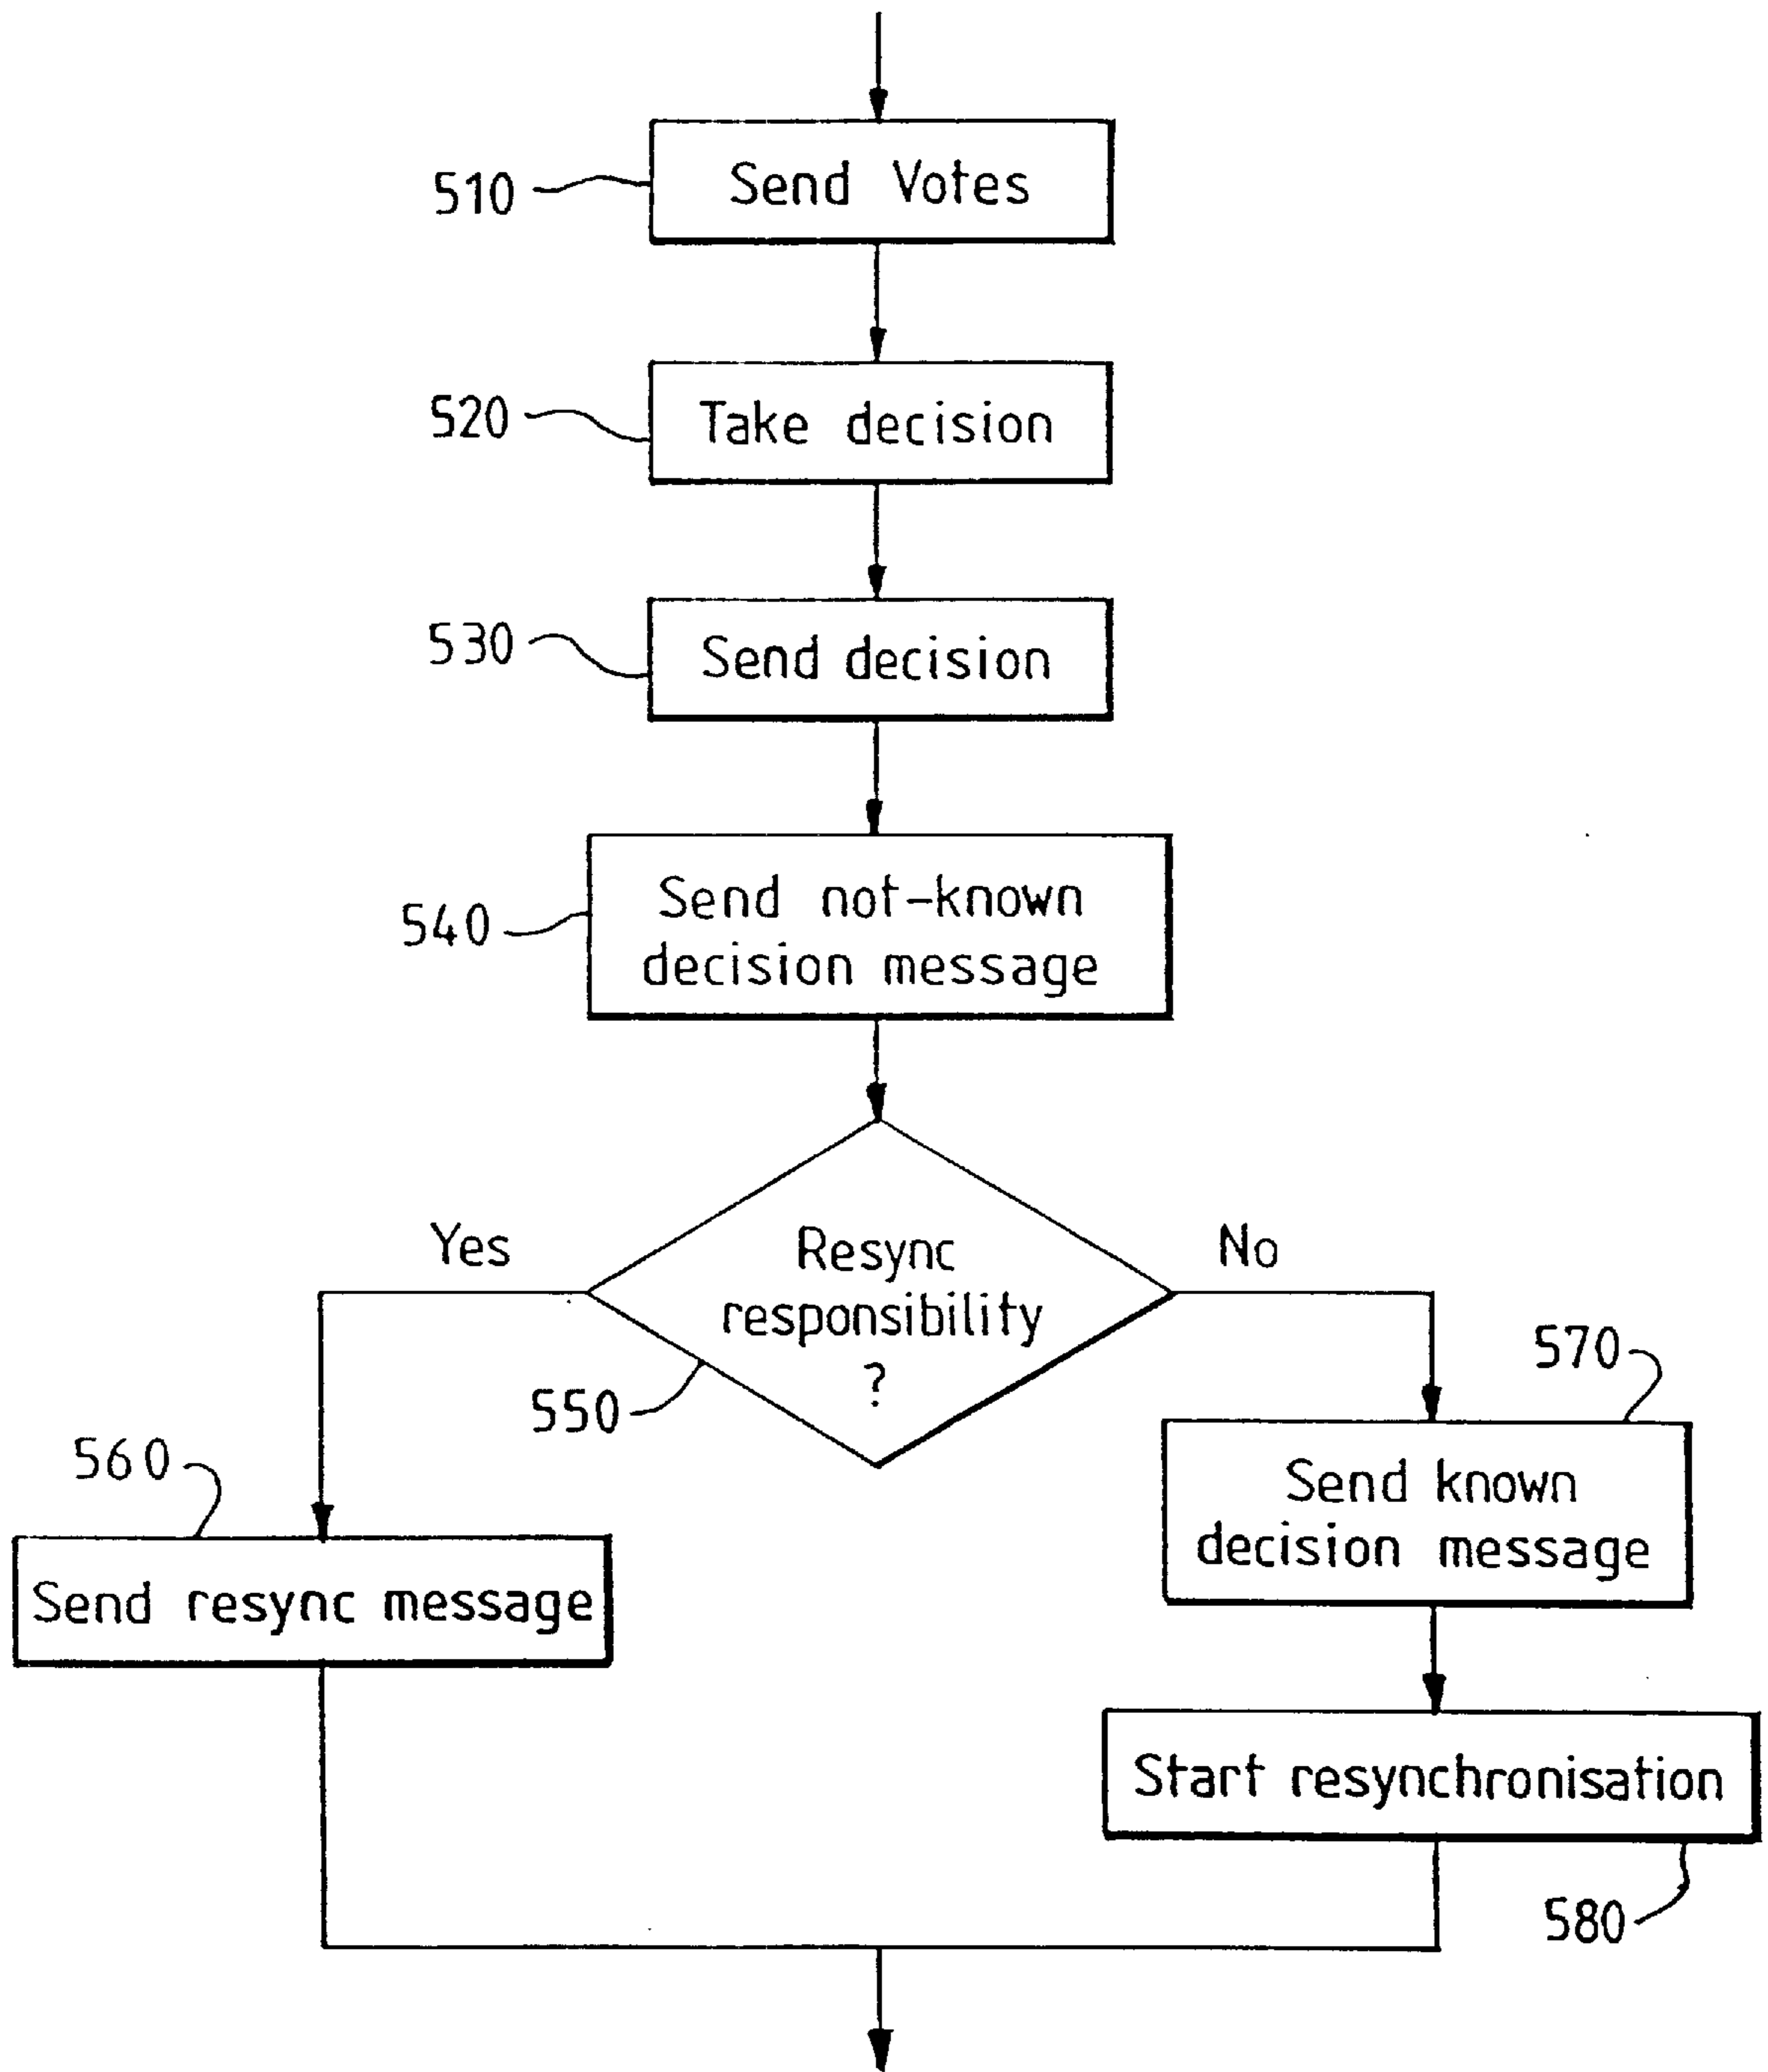 510
Send Votes
520
Take decision
530
Send decision
540
Send not-known
decision message
Yes
No
Resync
responsibility
?
550
560
Send resync message
570
Send known
decision message
Start resynchronisation
580